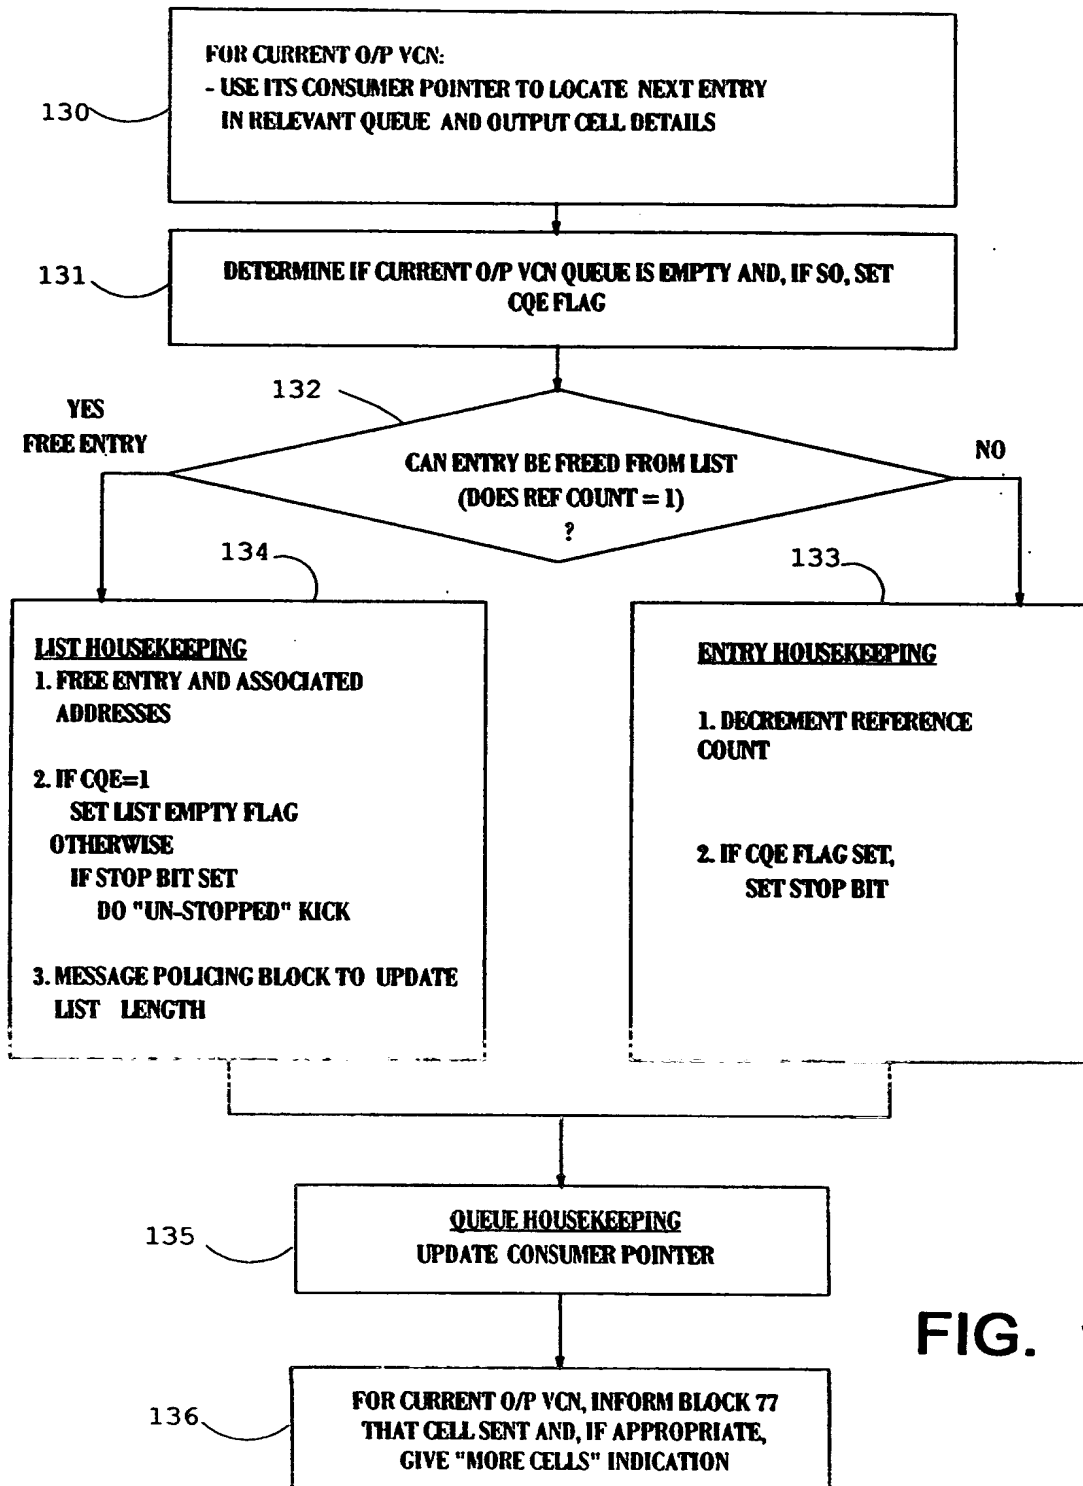 FOR CURRENT O/P VCN:
- USE ITS CONSUMER POINTER TO LOCATE NEXT ENTRY
IN RELEVANT QUEUE AND OUTPUT CELL DETAILS
130
131
DETERMINE IF CURRENT O/P VCN QUEUE IS EMPTY AND, IF SO, SET
CQE FLAG
132
YES
FREE ENTRY
CAN ENTRY BE FREED FROM LIST
(DOES REF COUNT = 1)
?
NO
134
133
LIST HOUSEKEEPING
1. FREE ENTRY AND ASSOCIATED
ADDRESSES
2. IF CQE=1
SET LIST EMPTY FLAG
OTHERWISE
IF STOP BIT SET
DO "UN-STOPPED" KICK
3. MESSAGE POLICING BLOCK TO UPDATE
LIST LENGTH
ENTRY HOUSEKEEPING
1. DECREMENT REFERENCE
COUNT
2. IF CQE FLAG SET,
SET STOP BIT
135
QUEUE HOUSEKEEPING
UPDATE CONSUMER POINTER
FIG.
136
FOR CURRENT O/P VCN, INFORM BLOCK 77
THAT CELL SENT AND, IF APPROPRIATE,
GIVE "MORE CELLS" INDICATION